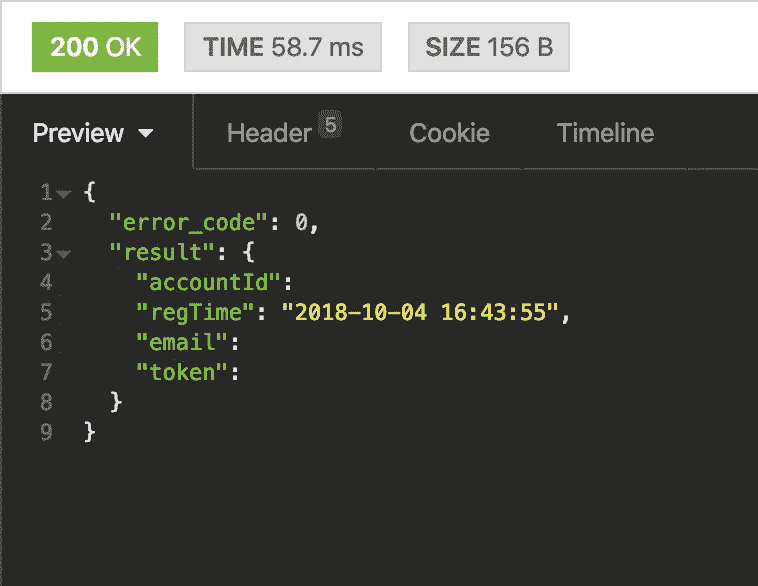 200 OK TIME 58.7 ms SIZE 156 B
Preview Header 5 Cookie Timeline
1 {
2 "error_code": 0,
3 "result": {
4 "accountId":
5 "regTime": "2018-10-04 16:43:55",
6 "email":
7 "token":
8 }
9 }